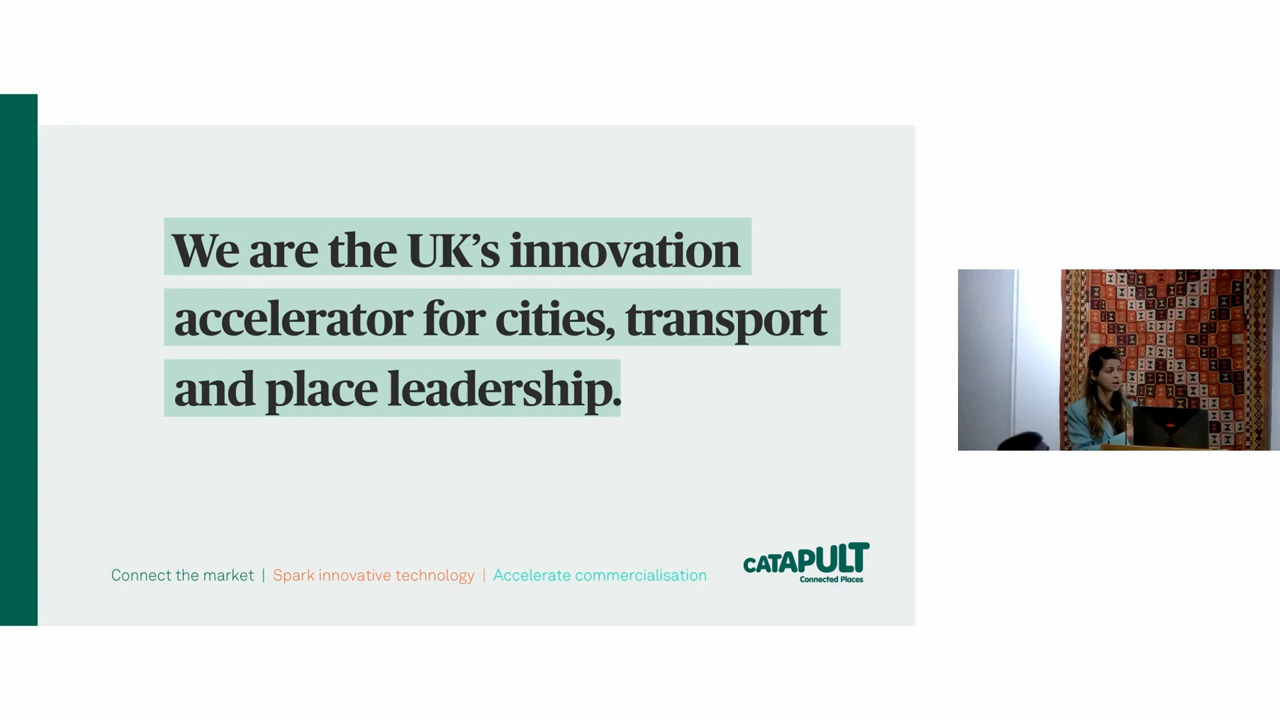 We are the UK’s innovation
accelerator for cities, transport
and place leadership.
Connect the market | Spark innovative technology | Accelerate commercialisation
CATAPULT
Connected Places